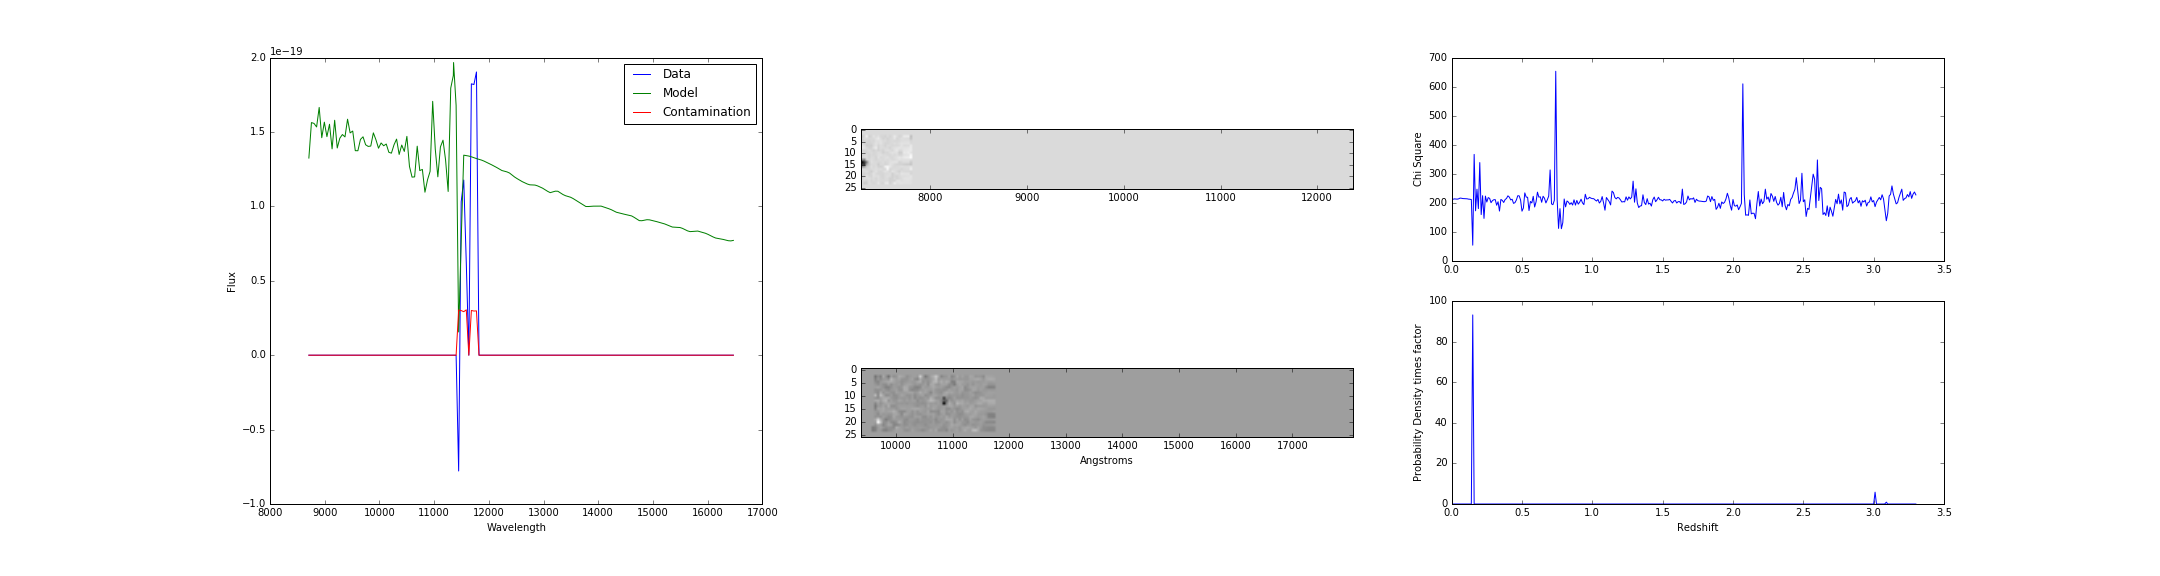 1e−19
2.0
1.5
1.0
0.5
0.0
−0.5
−1.0
Flux
8000 9000 10000 11000 12000 13000 14000 15000 16000 17000
Wavelength
Data
Model
Contamination
0
5
10
15
20
25
8000 9000 10000 11000 12000
0
5
10
15
20
25
10000 11000 12000 13000 14000 15000 16000 17000
Angstroms
700
600
500
400
300
200
100
0
Chi Square
0.0 0.5 1.0 1.5 2.0 2.5 3.0 3.5
100
80
60
40
20
0
Probability Density times factor
0.0 0.5 1.0 1.5 2.0 2.5 3.0 3.5
Redshift